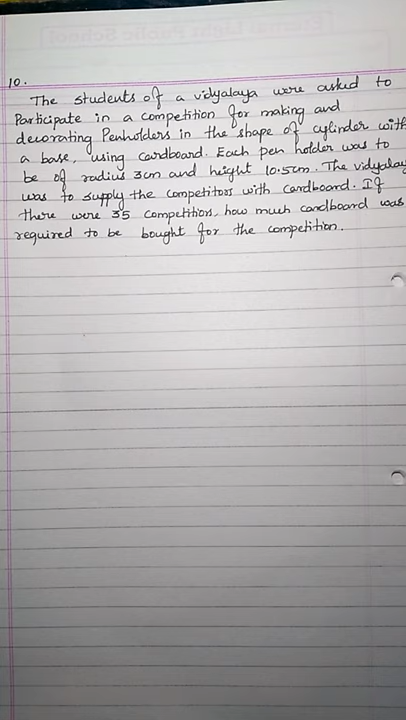 10.
The students of a vidyalaya were asked to
Participate in a competition for making and
decorating Penholders in the shape of cylinder with
a base, using cardboard. Each pen holder was to
be of radius 3cm and height 10.5cm. The vidyalay
was to supply the competitors with cardboard. If
there were 35 competitors, how much cardboard was
required to be bought for the competition.